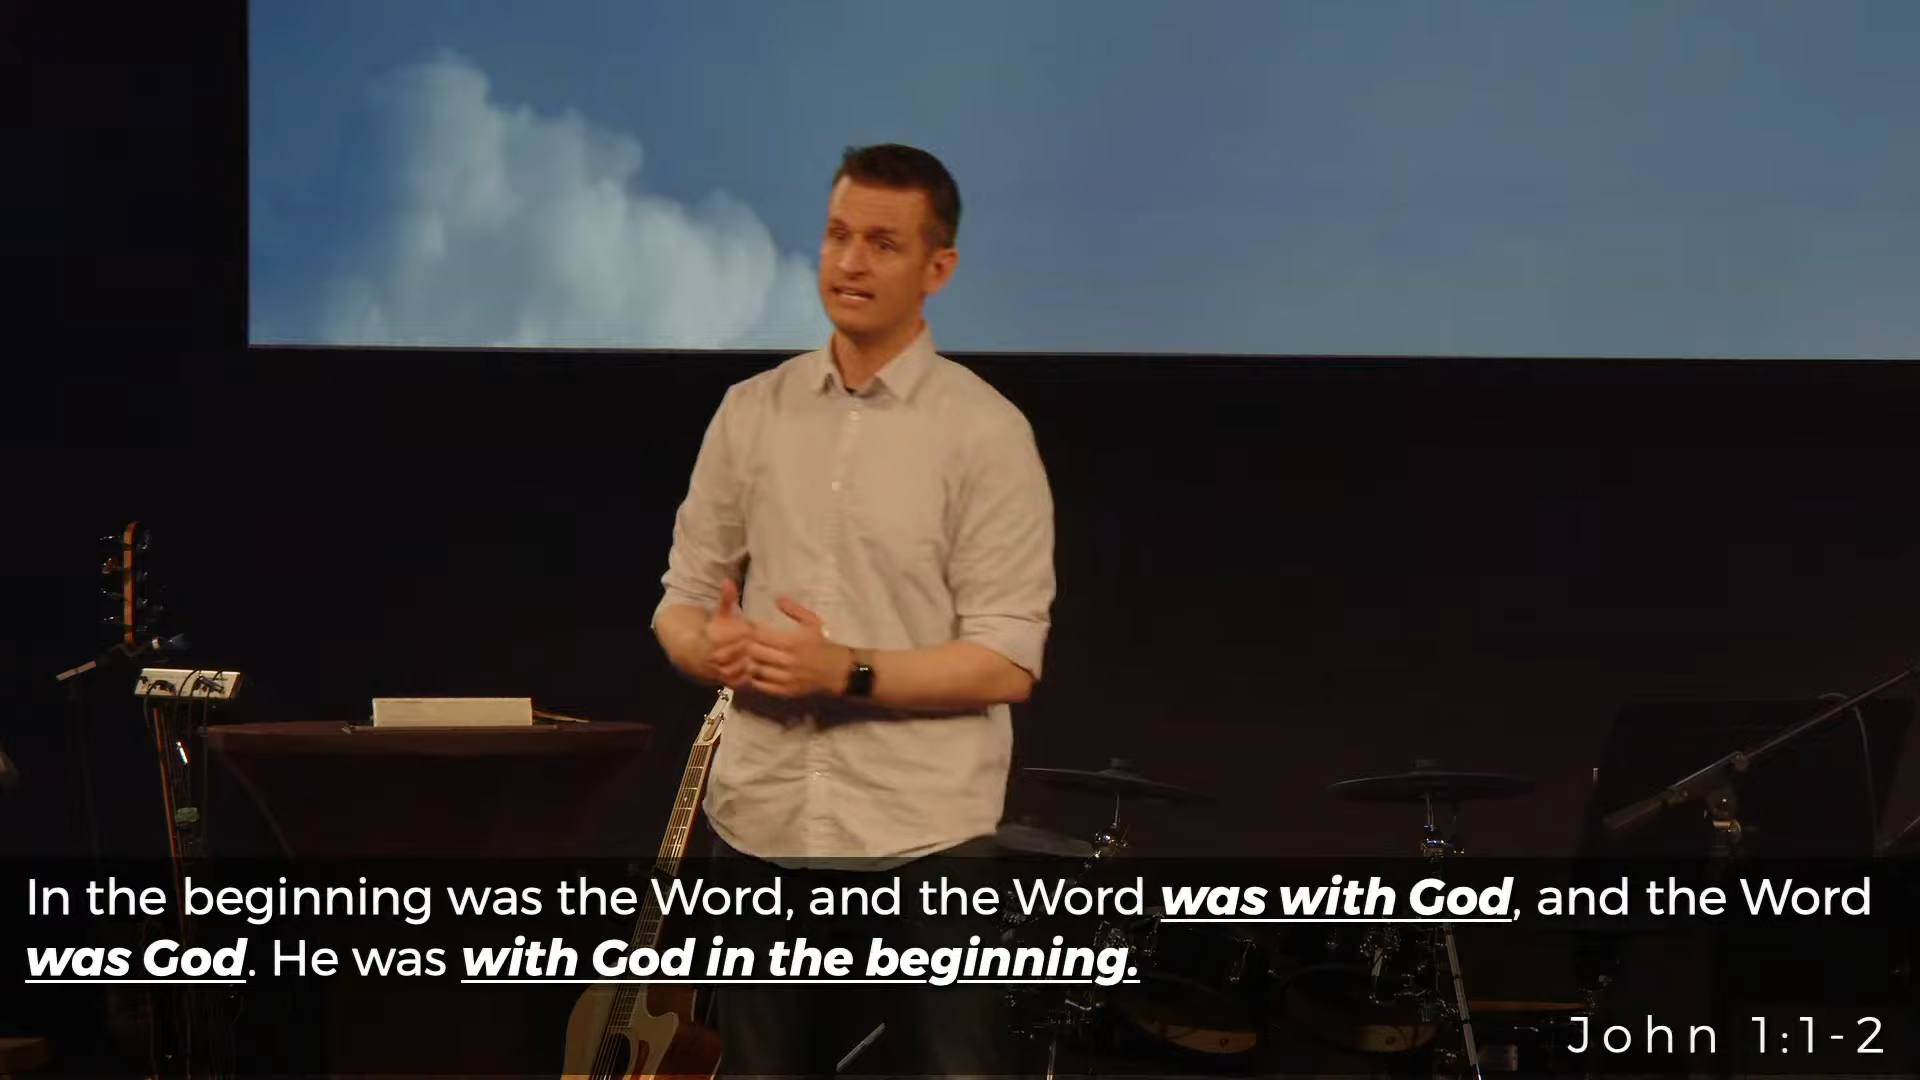 In the beginning was the Word, and the Word was with God, and the Word
was God. He was with God in the beginning.
John 1:1-2